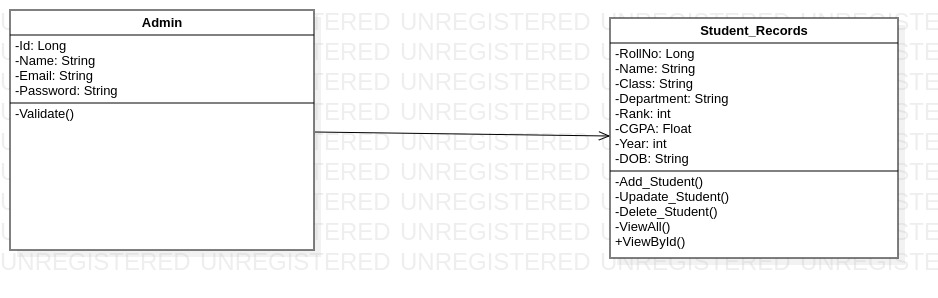 Admin
-Id: Long
-Name: String
-Email: String
-Password: String
-Validate()
Student_Records
-RollNo: Long
-Name: String
-Class: String
-Department: String
-Rank: int
-CGPA: Float
-Year: int
-DOB: String
-Add_Student()
-Upadate_Student()
-Delete_Student()
-ViewAll()
+ViewById()
UNREGISTERED UNREGISTERED UNREGISTERED UNREGISTERED UNREGISTERED